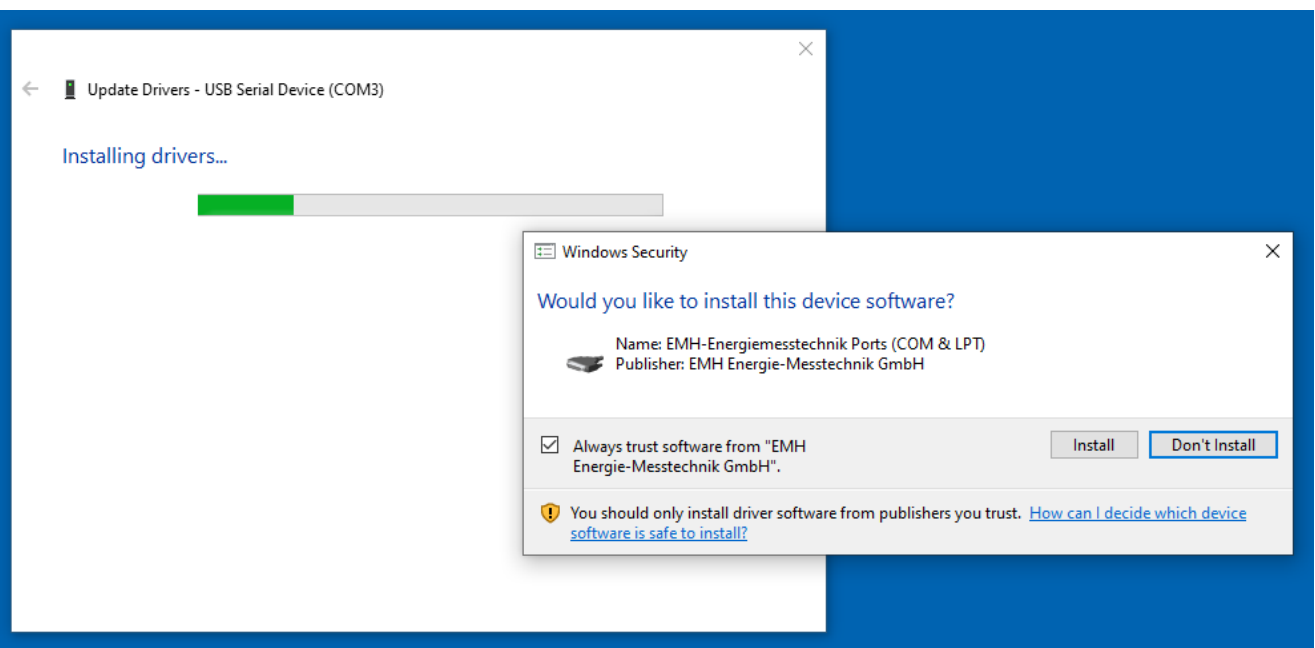 Update Drivers - USB Serial Device (COM3)
Installing drivers...
Windows Security
Would you like to install this device software?
Name: EMH-Energiemesstechnik Ports (COM & LPT)
Publisher: EMH Energie-Messtechnik GmbH
Always trust software from "EMH
Energie-Messtechnik GmbH".
Install
Don't Install
You should only install driver software from publishers you trust. How can I decide which device
software is safe to install?